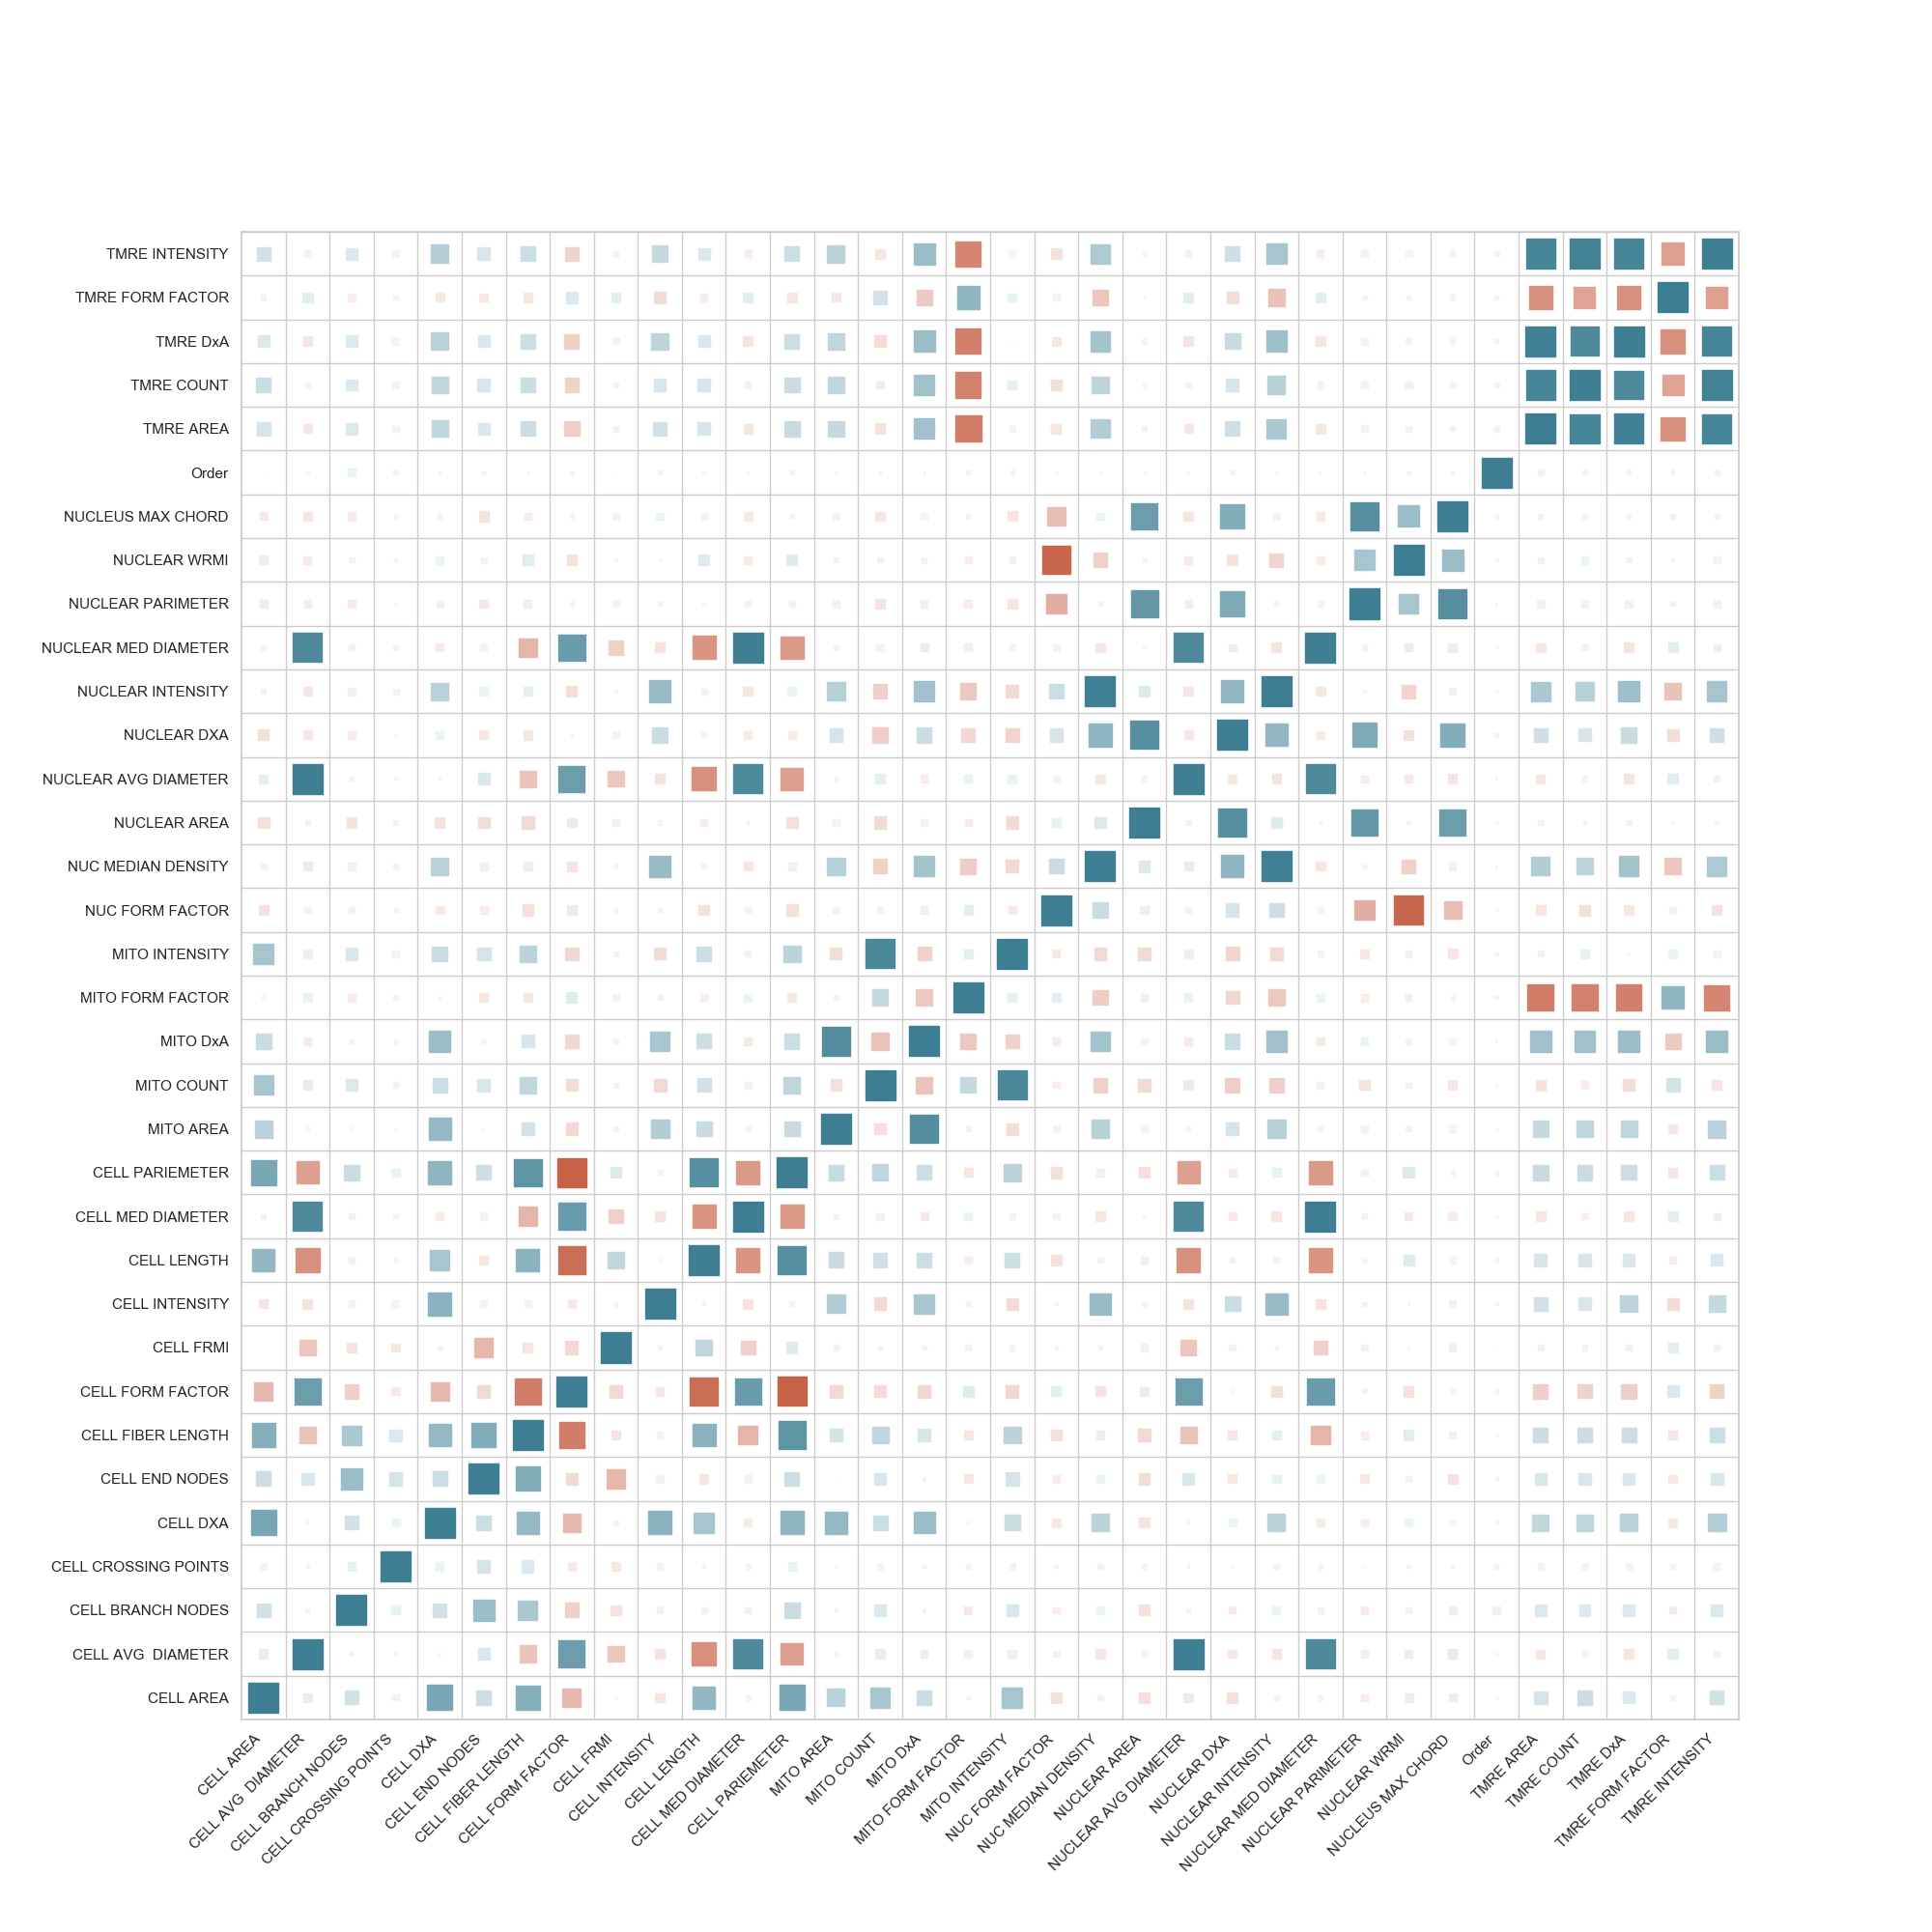 TMRE INTENSITY
TMRE FORM FACTOR
TMRE DxA
TMRE COUNT
TMRE AREA
Order
NUCLEUS MAX CHORD
NUCLEAR WRMI
NUCLEAR PARIMETER
NUCLEAR MED DIAMETER
NUCLEAR INTENSITY
NUCLEAR DXA
NUCLEAR AVG DIAMETER
NUCLEAR AREA
NUC MEDIAN DENSITY
NUC FORM FACTOR
MITO INTENSITY
MITO FORM FACTOR
MITO DxA
MITO COUNT
MITO AREA
CELL PARIEMETER
CELL MED DIAMETER
CELL LENGTH
CELL INTENSITY
CELL FRMI
CELL FORM FACTOR
CELL FIBER LENGTH
CELL END NODES
CELL DXA
CELL CROSSING POINTS
CELL BRANCH NODES
CELL AVG  DIAMETER
CELL AREA
CELL AREA
CELL AVG  DIAMETER
CELL BRANCH NODES
CELL CROSSING POINTS
CELL DXA
CELL END NODES
CELL FIBER LENGTH
CELL FORM FACTOR
CELL FRMI
CELL INTENSITY
CELL LENGTH
CELL MED DIAMETER
CELL PARIEMETER
MITO AREA
MITO COUNT
MITO DxA
MITO FORM FACTOR
MITO INTENSITY
NUC FORM FACTOR
NUC MEDIAN DENSITY
NUCLEAR AREA
NUCLEAR AVG DIAMETER
NUCLEAR DXA
NUCLEAR INTENSITY
NUCLEAR MED DIAMETER
NUCLEAR PARIMETER
NUCLEAR WRMI
NUCLEUS MAX CHORD
Order
TMRE AREA
TMRE COUNT
TMRE DxA
TMRE FORM FACTOR
TMRE INTENSITY